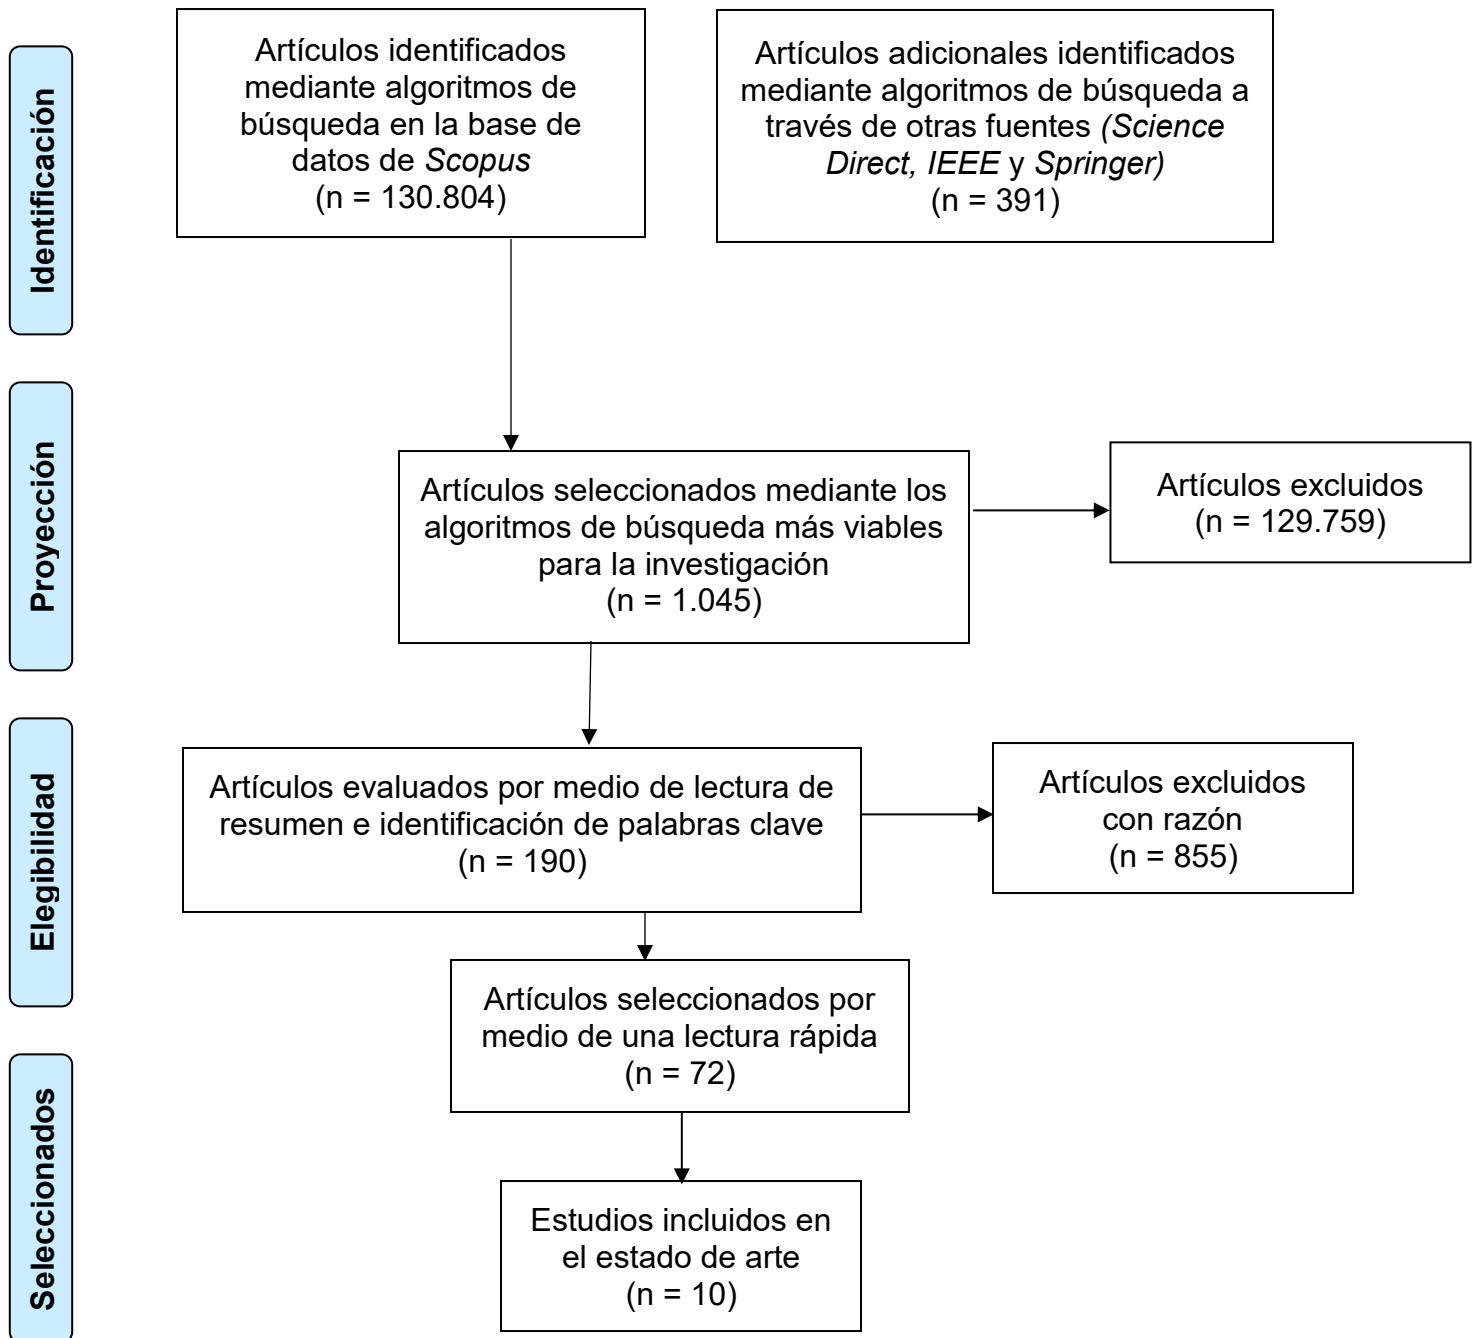 Identificación
Artículos identificados
mediante algoritmos de
búsqueda en la base de
datos de Scopus
(n = 130.804)
Artículos adicionales identificados
mediante algoritmos de búsqueda a
través de otras fuentes (Science
Direct, IEEE y Springer)
(n = 391)
Proyección
Artículos seleccionados mediante los
algoritmos de búsqueda más viables
para la investigación
(n = 1.045)
Artículos excluidos
(n = 129.759)
Elegibilidad
Artículos evaluados por medio de lectura de
resumen e identificación de palabras clave
(n = 190)
Artículos excluidos
con razón
(n = 855)
Artículos seleccionados por
medio de una lectura rápida
(n = 72)
Seleccionados
Estudios incluidos en
el estado de arte
(n = 10)